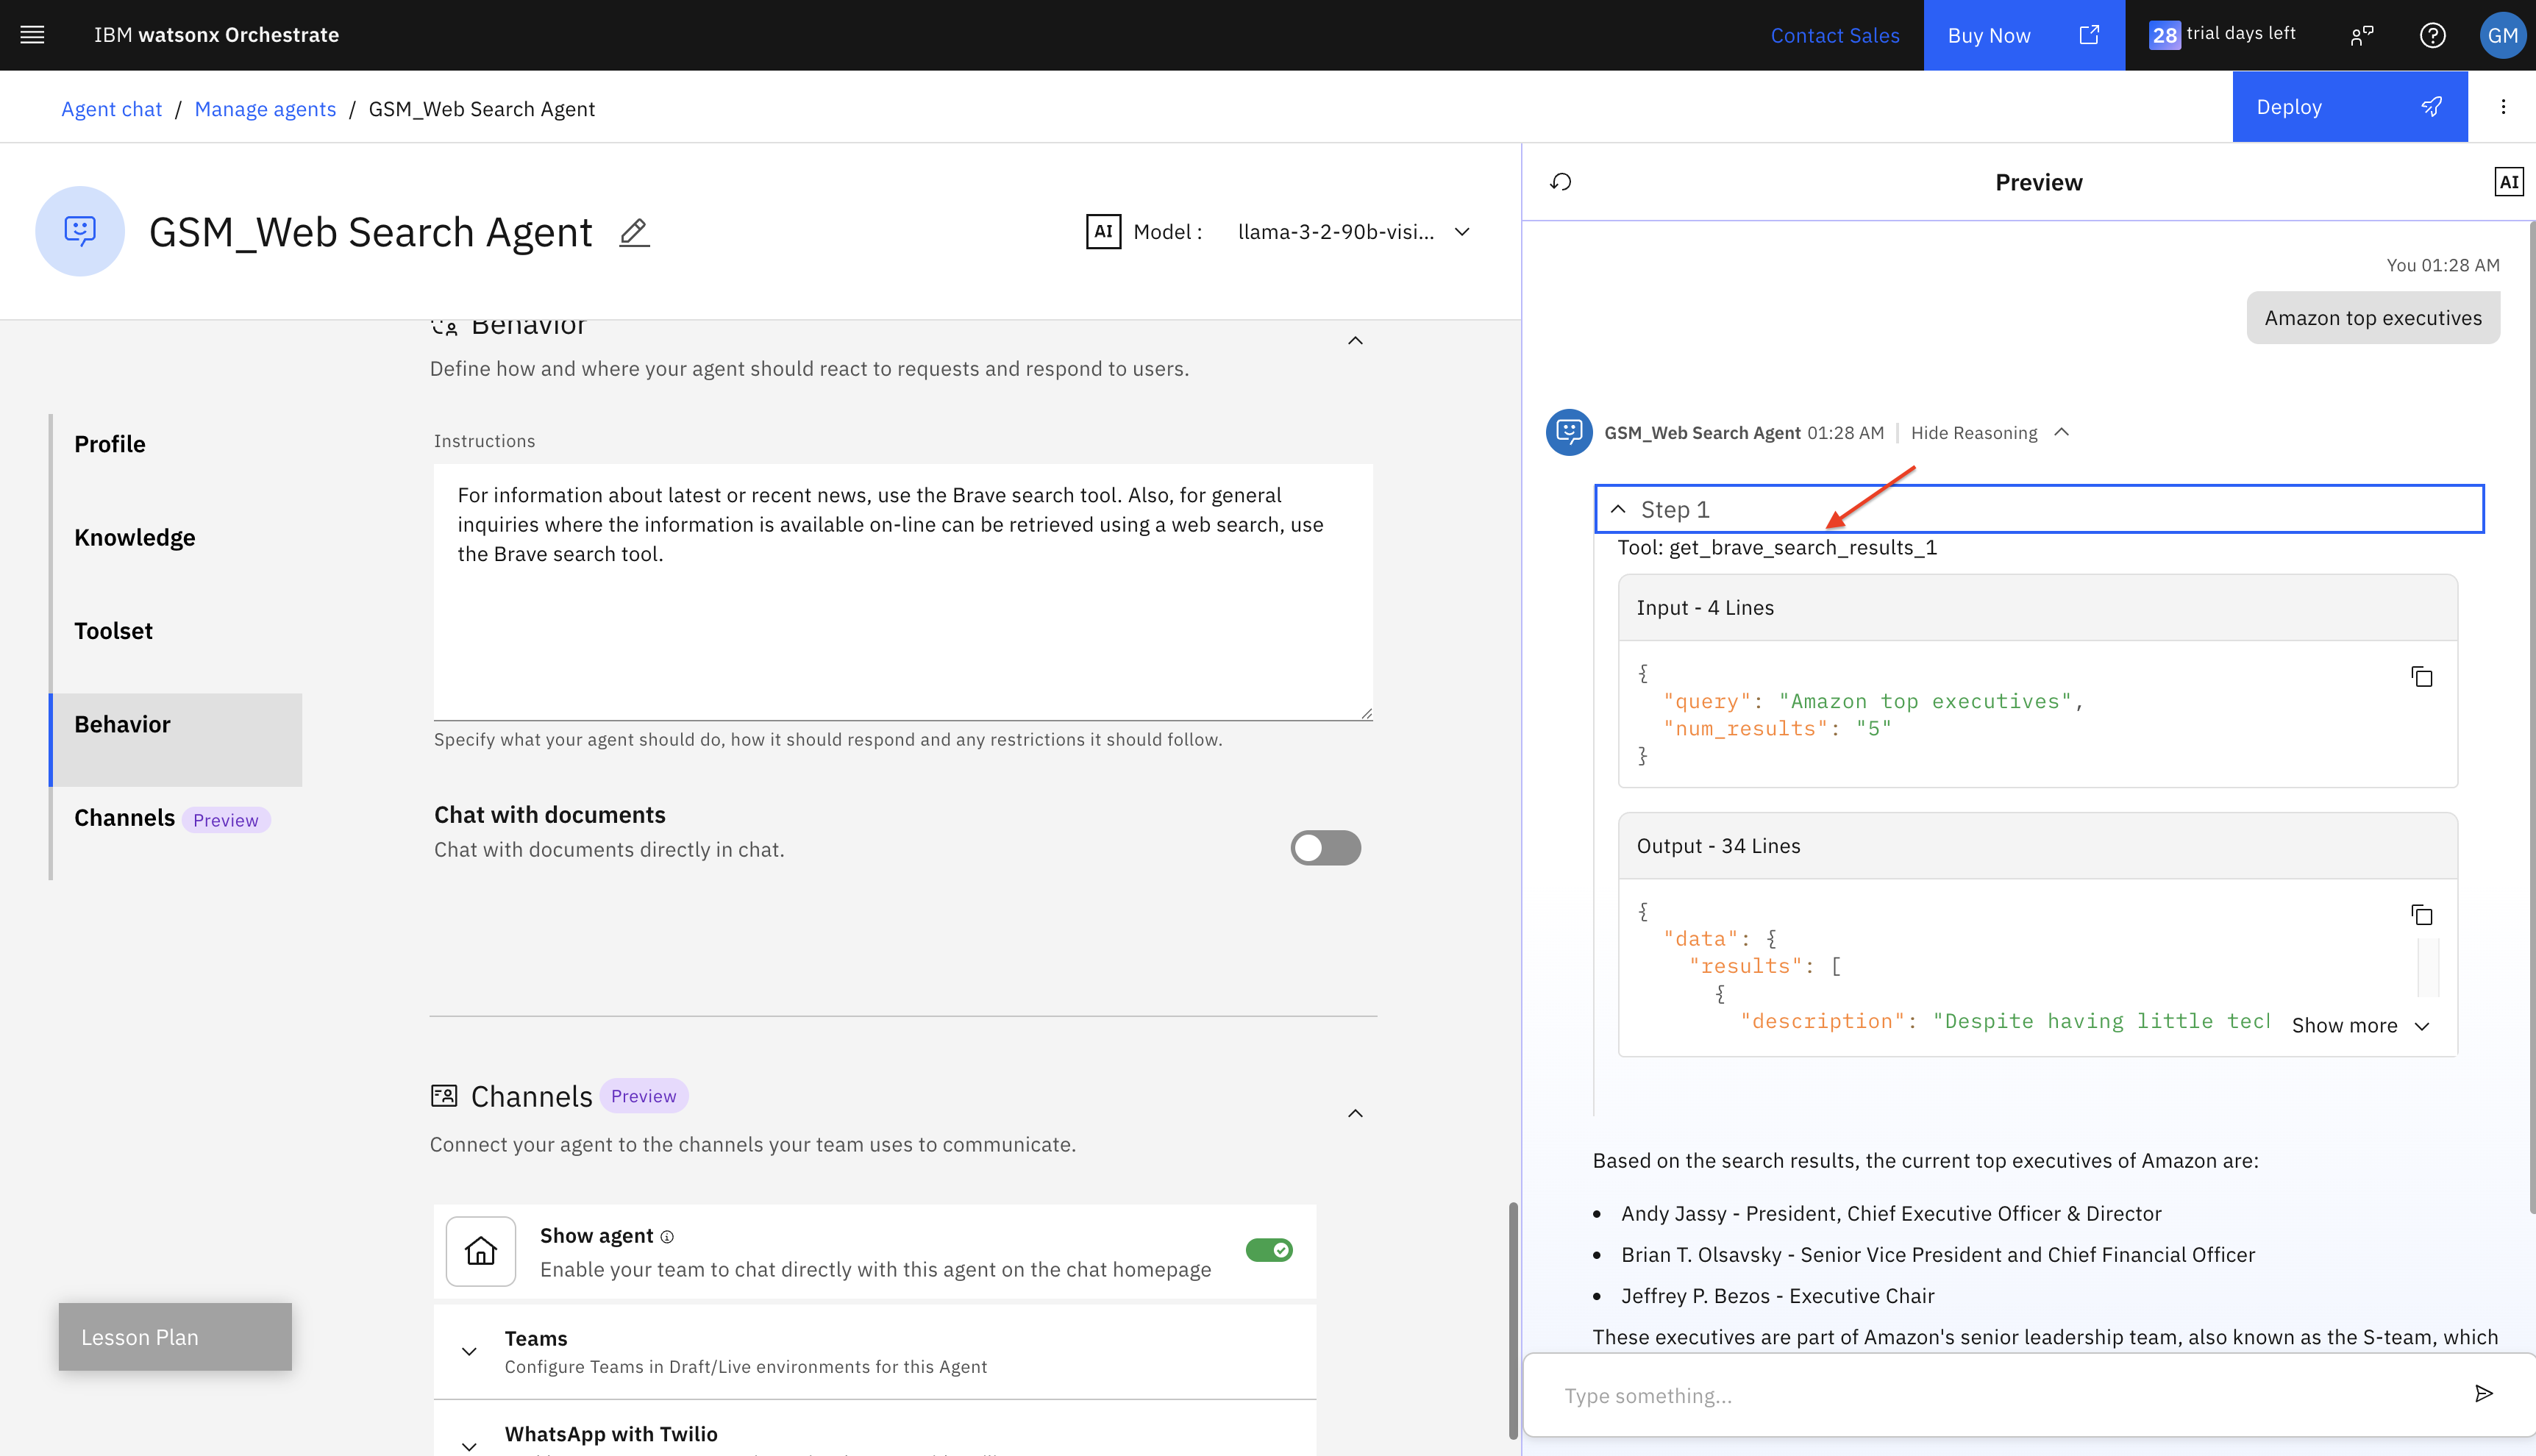 IBM watsonx Orchestrate
Contact Sales
Buy Now
28 trial days left
GM
Agent chat / Manage agents / GSM_Web Search Agent
Deploy
GSM_Web Search Agent
AI Model : llama-3-2-90b-visi...
Behavior
Define how and where your agent should react to requests and respond to users.
Profile
Knowledge
Toolset
Behavior
Channels Preview
Instructions
For information about latest or recent news, use the Brave search tool. Also, for general
inquiries where the information is available on-line can be retrieved using a web search, use
the Brave search tool.
Specify what your agent should do, how it should respond and any restrictions it should follow.
Chat with documents
Chat with documents directly in chat.
Channels Preview
Connect your agent to the channels your team uses to communicate.
Show agent
Enable your team to chat directly with this agent on the chat homepage
Teams
Configure Teams in Draft/Live environments for this Agent
WhatsApp with Twilio
Lesson Plan
Preview
AI
You 01:28 AM
Amazon top executives
GSM_Web Search Agent 01:28 AM | Hide Reasoning
Step 1
Tool: get_brave_search_results_1
Input - 4 Lines
{
"query": "Amazon top executives",
"num_results": "5"
}
Output - 34 Lines
{
"data": {
"results": [
{
"description": "Despite having little tecl
Show more
Based on the search results, the current top executives of Amazon are:
• Andy Jassy - President, Chief Executive Officer & Director
• Brian T. Olsavsky - Senior Vice President and Chief Financial Officer
• Jeffrey P. Bezos - Executive Chair
These executives are part of Amazon's senior leadership team, also known as the S-team, which
Type something...